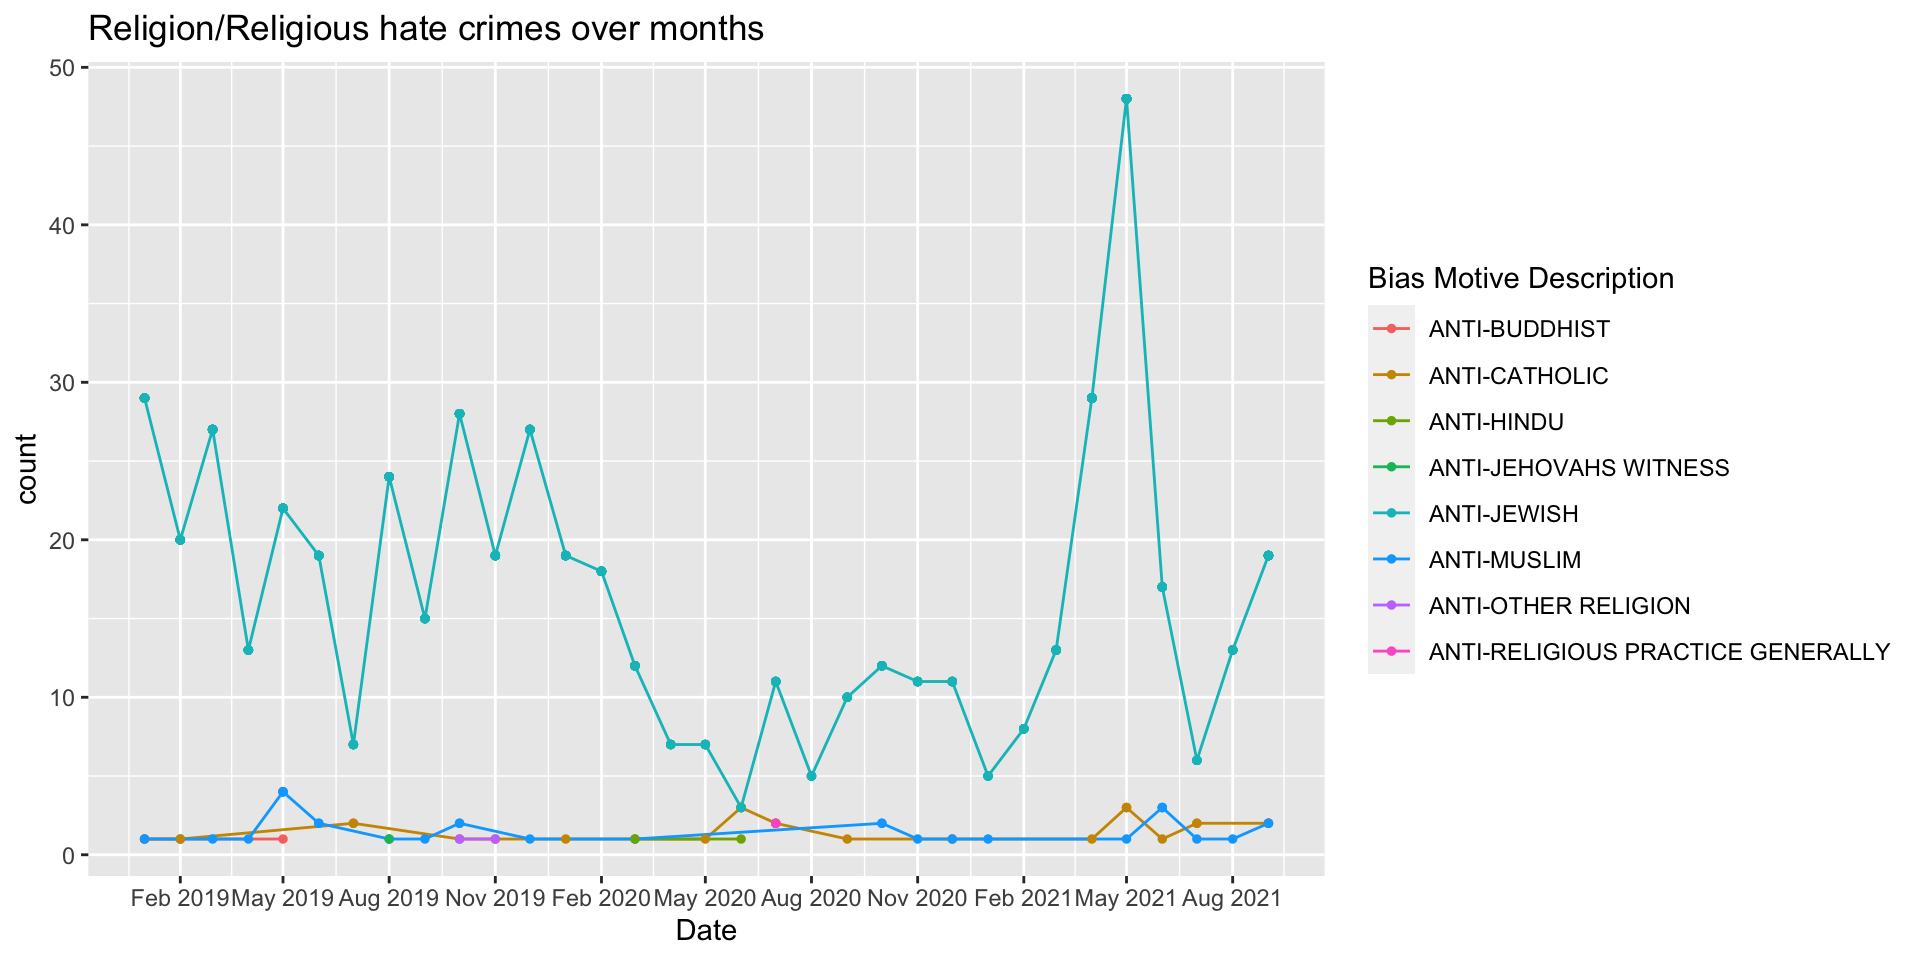 Religion/Religious hate crimes over months
50
40
30
20
10
0
count
Feb 2019 May 2019 Aug 2019 Nov 2019 Feb 2020 May 2020 Aug 2020 Nov 2020 Feb 2021 May 2021 Aug 2021
Date
Bias Motive Description
ANTI-BUDDHIST
ANTI-CATHOLIC
ANTI-HINDU
ANTI-JEHOVAHS WITNESS
ANTI-JEWISH
ANTI-MUSLIM
ANTI-OTHER RELIGION
ANTI-RELIGIOUS PRACTICE GENERALLY